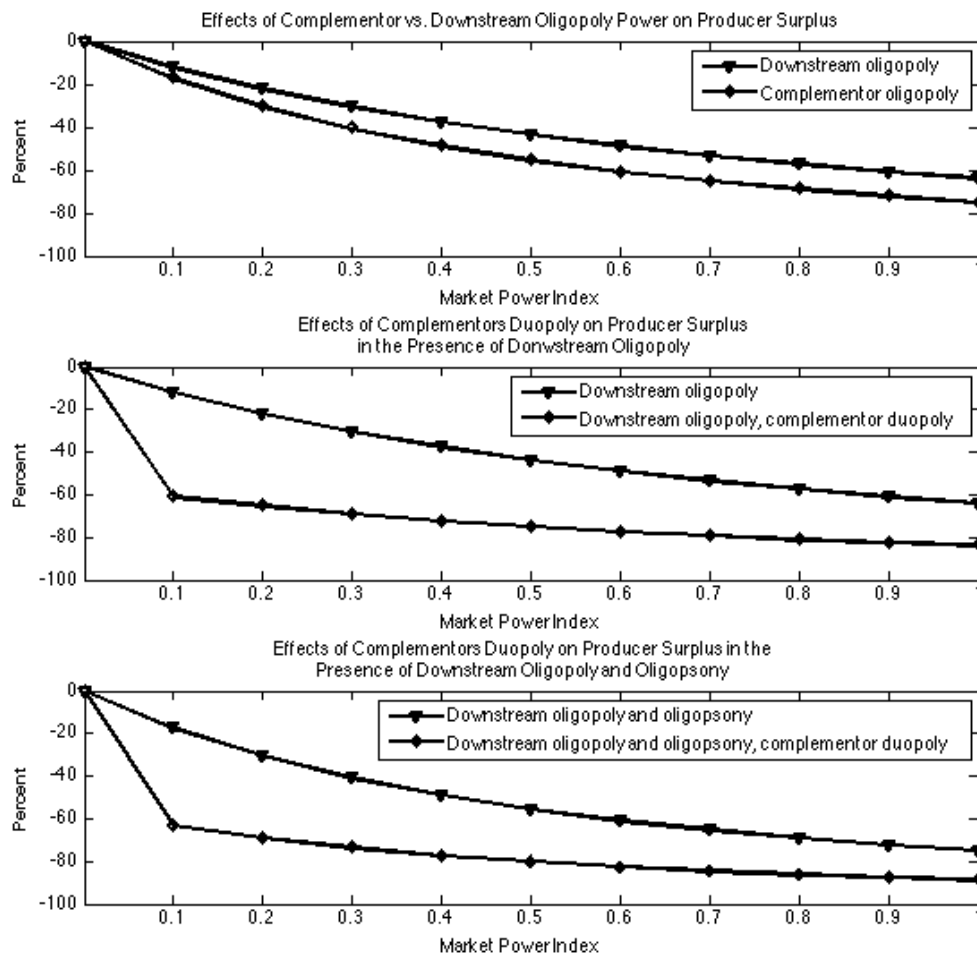 Effects of Complementor vs. Downstream Oligopoly Power on Producer Surplus
0
-20
-40
-60
-80
-100
Percent
Downstream oligopoly
Complementor oligopoly
0.1 0.2 0.3 0.4 0.5 0.6 0.7 0.8 0.9 1
Market Power Index
Effects of Complementors Duopoly on Producer Surplus
in the Presence of Donwstream Oligopoly
0
-20
-40
-60
-80
-100
Percent
Downstream oligopoly
Downstream oligopoly, complementor duopoly
0.1 0.2 0.3 0.4 0.5 0.6 0.7 0.8 0.9 1
Market Power Index
Effects of Complementors Duopoly on Producer Surplus in the
Presence of Downstream Oligopoly and Oligopsony
0
-20
-40
-60
-80
-100
Percent
Downstream oligopoly and oligopsony
Downstream oligopoly and oligopsony, complementor duopoly
0.1 0.2 0.3 0.4 0.5 0.6 0.7 0.8 0.9 1
Market Power Index